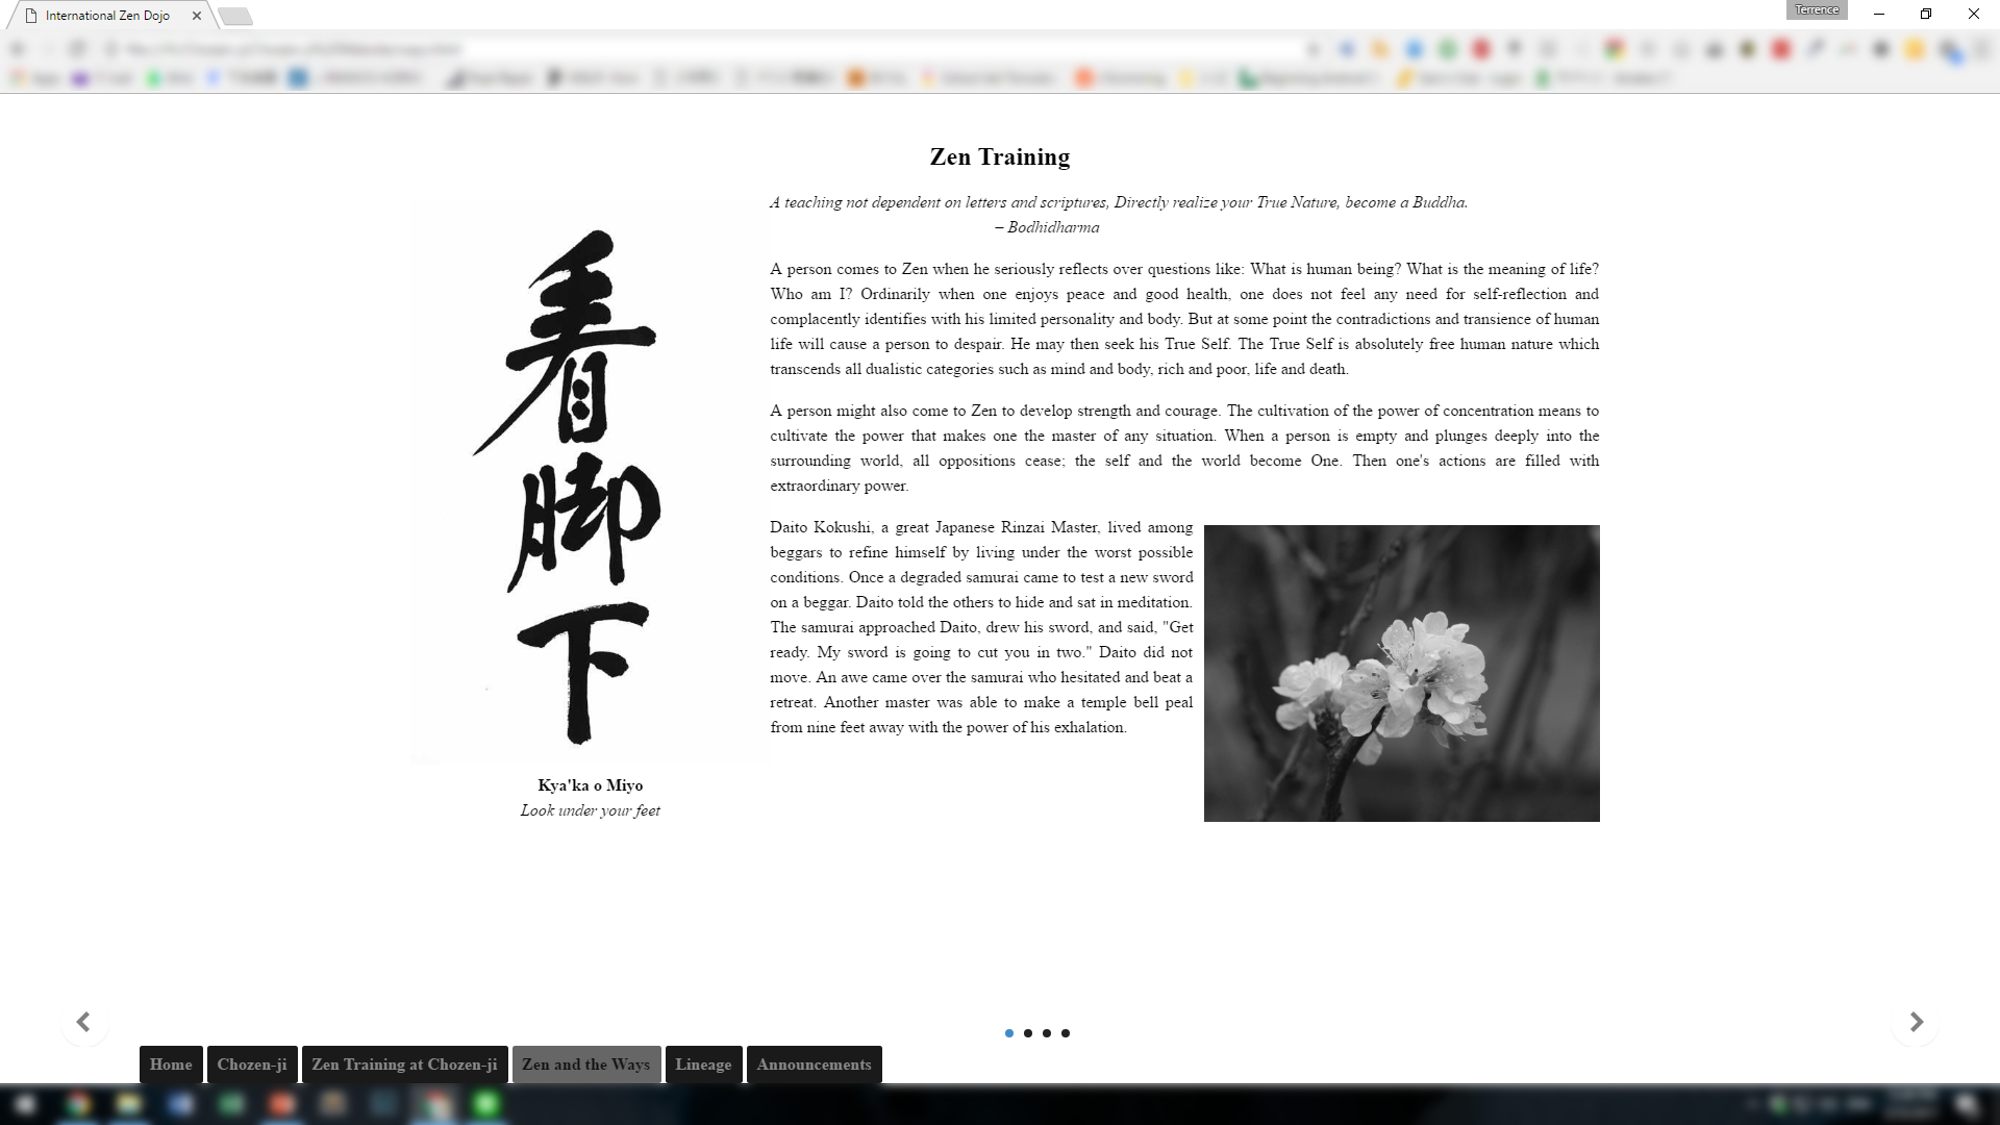 International Zen Dojo
Terrence
Zen Training
A teaching not dependent on letters and scriptures, Directly realize your True Nature, become a Buddha.
– Bodhidharma
A person comes to Zen when he seriously reflects over questions like: What is human being? What is the meaning of life?
Who am I? Ordinarily when one enjoys peace and good health, one does not feel any need for self-reflection and
complacently identifies with his limited personality and body. But at some point the contradictions and transience of human
life will cause a person to despair. He may then seek his True Self. The True Self is absolutely free human nature which
transcends all dualistic categories such as mind and body, rich and poor, life and death.
A person might also come to Zen to develop strength and courage. The cultivation of the power of concentration means to
cultivate the power that makes one the master of any situation. When a person is empty and plunges deeply into the
surrounding world, all oppositions cease; the self and the world become One. Then one's actions are filled with
extraordinary power.
Daito Kokushi, a great Japanese Rinzai Master, lived among
beggars to refine himself by living under the worst possible
conditions. Once a degraded samurai came to test a new sword
on a beggar. Daito told the others to hide and sat in meditation.
The samurai approached Daito, drew his sword, and said, "Get
ready. My sword is going to cut you in two." Daito did not
move. An awe came over the samurai who hesitated and beat a
retreat. Another master was able to make a temple bell peal
from nine feet away with the power of his exhalation.
看脚下
Kya'ka o Miyo
Look under your feet
Home
Chozen-ji
Zen Training at Chozen-ji
Zen and the Ways
Lineage
Announcements